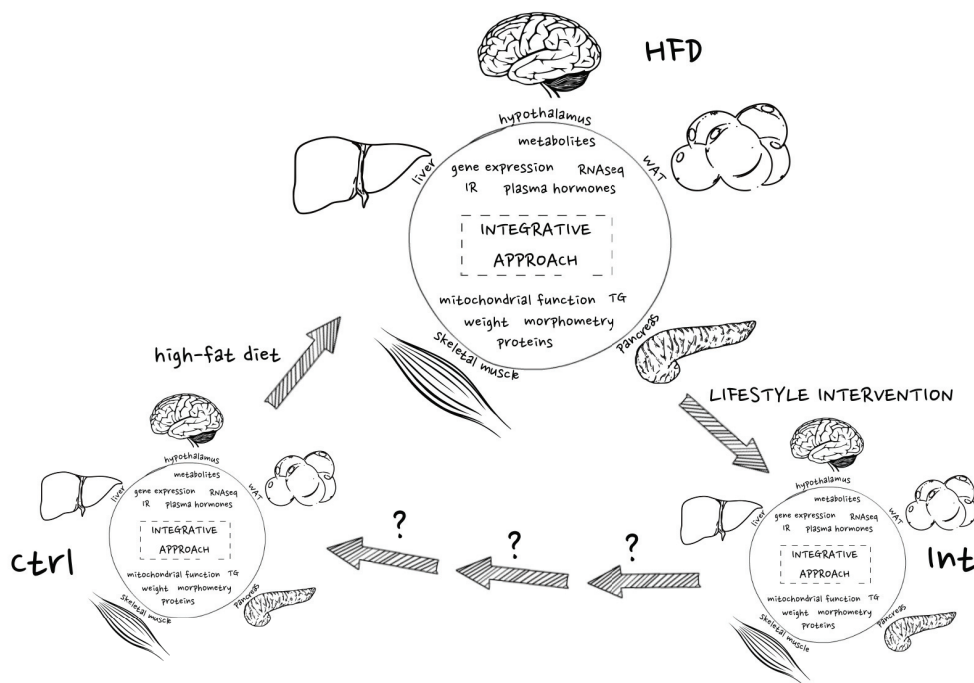 HFD
hypothalamus
metabolites
liver
WAT
gene expression RNAseq
IR plasma hormones
INTEGRATIVE
APPROACH
mitochondrial function TG
weight morphometry
proteins
skeletal muscle
pancreas
high-fat diet
LIFESTYLE INTERVENTION
hypothalamus
metabolites
liver
WAT
gene expression RNAseq
IR plasma hormones
INTEGRATIVE
APPROACH
mitochondrial function TG
weight morphometry
proteins
skeletal muscle
pancreas
ctrl
? ? ?
hypothalamus
metabolites
liver
WAT
gene expression RNAseq
IR plasma hormones
INTEGRATIVE
APPROACH
mitochondrial function TG
weight morphometry
proteins
skeletal muscle
pancreas
Int